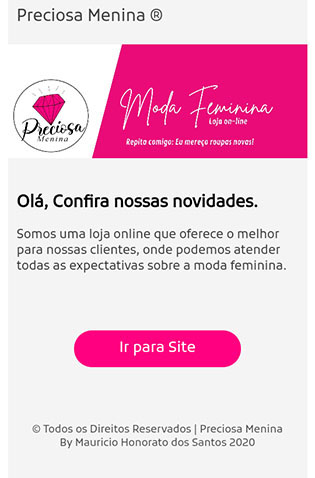 Preciosa Menina ®
Preciosa
Menina
Moda Feminina
Loja on-line
Repita comigo: Eu mereço roupas novas!
Olá, Confira nossas novidades.
Somos uma loja online que oferece o melhor
para nossas clientes, onde podemos atender
todas as expectativas sobre a moda feminina.
Ir para Site
© Todos os Direitos Reservados | Preciosa Menina
By Mauricio Honorato dos Santos 2020